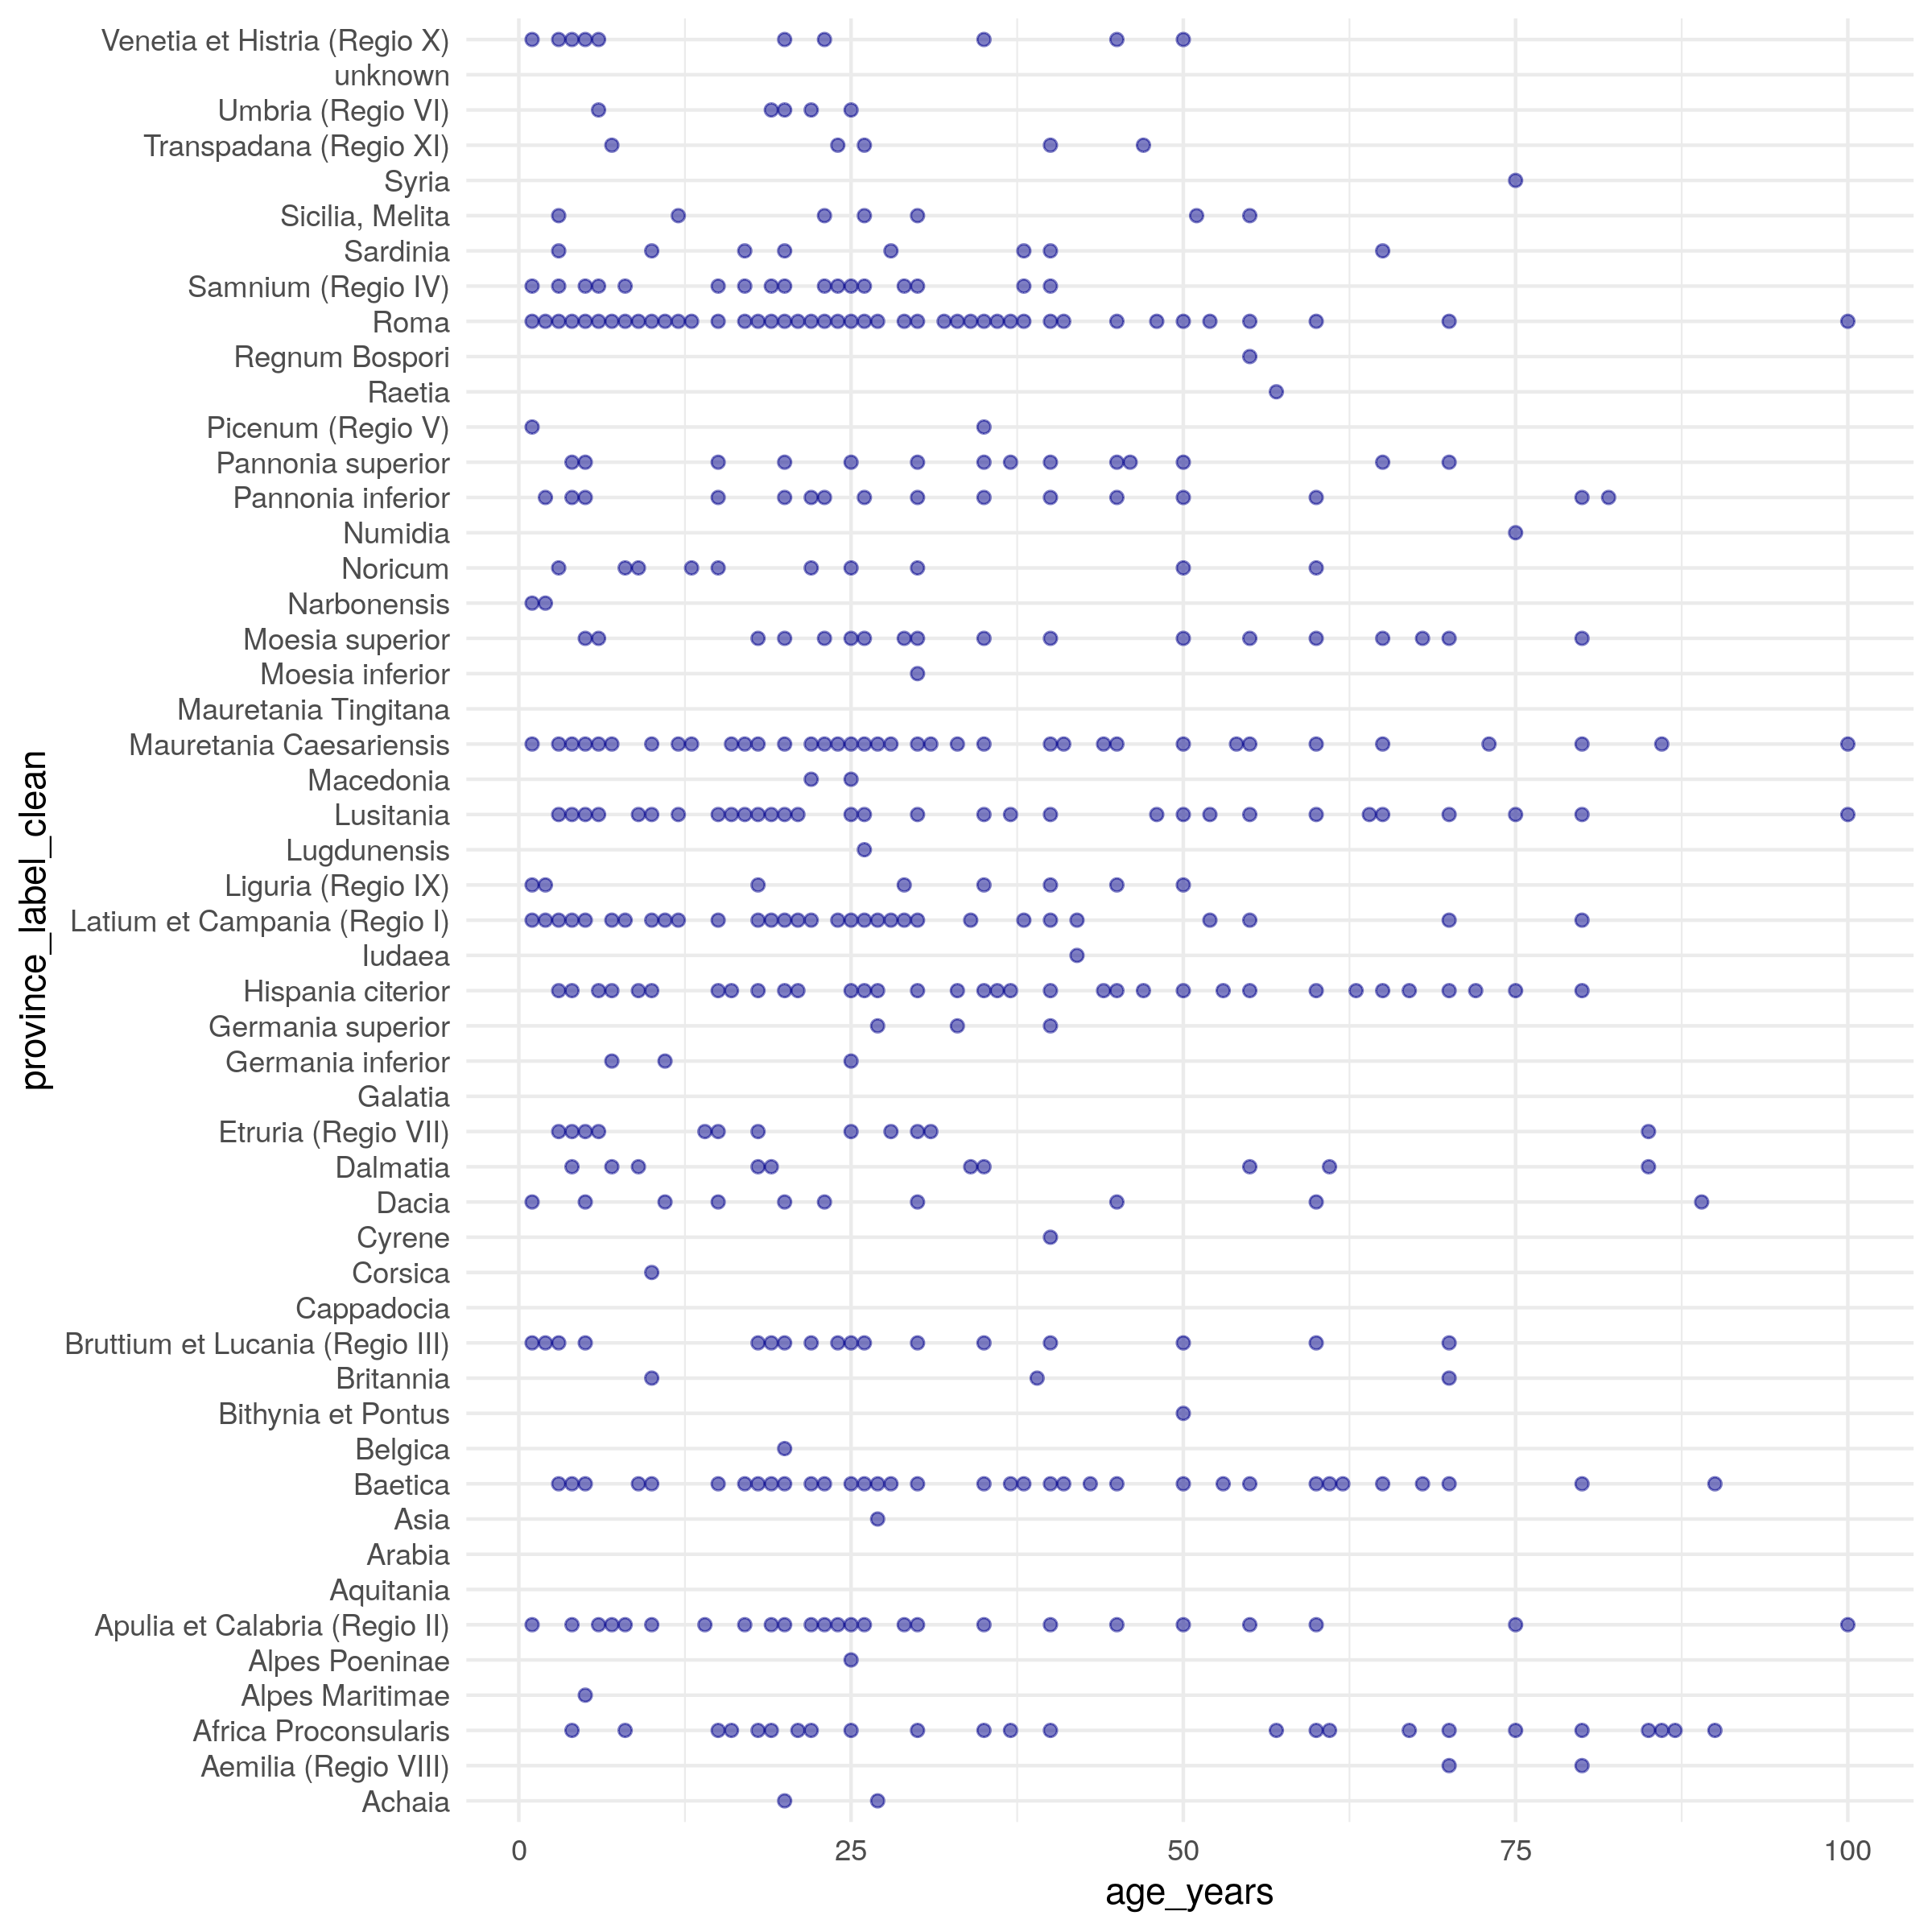 Venetia et Histria (Regio X)
unknown
Umbria (Regio VI)
Transpadana (Regio XI)
Syria
Sicilia, Melita
Sardinia
Samnium (Regio IV)
Roma
Regnum Bospori
Raetia
Picenum (Regio V)
Pannonia superior
Pannonia inferior
Numidia
Noricum
Narbonensis
Moesia superior
Moesia inferior
Mauretania Tingitana
Mauretania Caesariensis
Macedonia
Lusitania
Lugdunensis
Liguria (Regio IX)
Latium et Campania (Regio I)
Iudaea
Hispania citerior
Germania superior
Germania inferior
Galatia
Etruria (Regio VII)
Dalmatia
Dacia
Cyrene
Corsica
Cappadocia
Bruttium et Lucania (Regio III)
Britannia
Bithynia et Pontus
Belgica
Baetica
Asia
Arabia
Aquitania
Apulia et Calabria (Regio II)
Alpes Poeninae
Alpes Maritimae
Africa Proconsularis
Aemilia (Regio VIII)
Achaia
province_label_clean
0 25 50 75 100
age_years